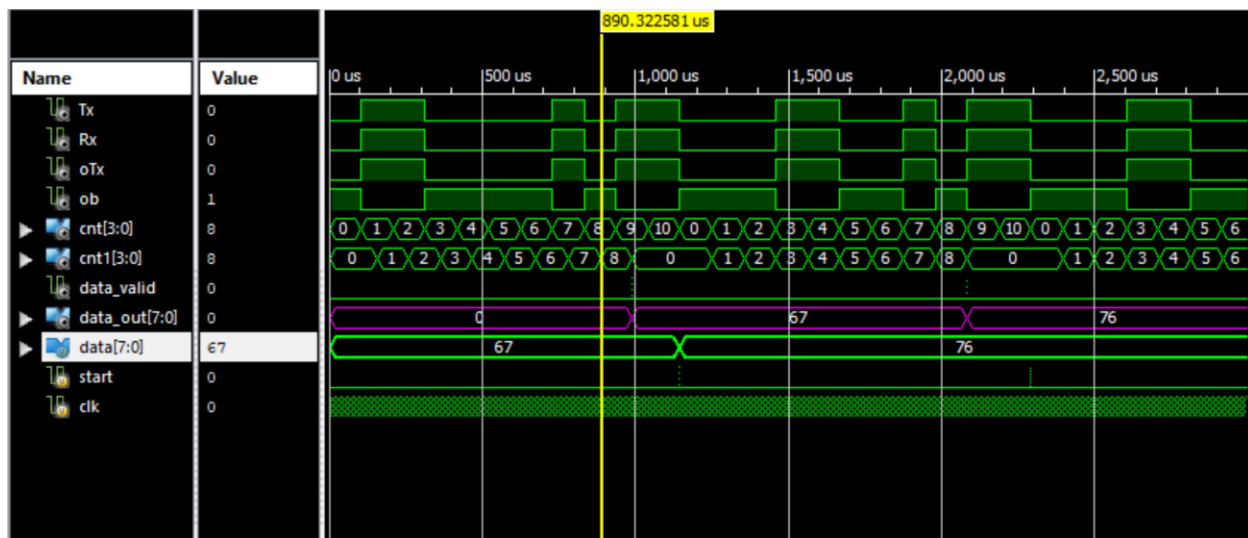 890.322581 us
Name Value 0 us 500 us 1,000 us 1,500 us 2,000 us 2,500 us
Tx 0
Rx 0
oTx 0
ob 1
cnt[3:0] 8 0 1 2 3 4 5 6 7 8 9 10 0 1 2 3 4 5 6 7 8 9 10 0 1 2 3 4 5 6
cnt1[3:0] 8 0 1 2 3 4 5 6 7 8 0 1 2 3 4 5 6 7 8 0 1 2 3 4 5 6
data_valid 0
data_out[7:0] 0 0 67 76
data[7:0] 67 67 76
start 0
clk 0